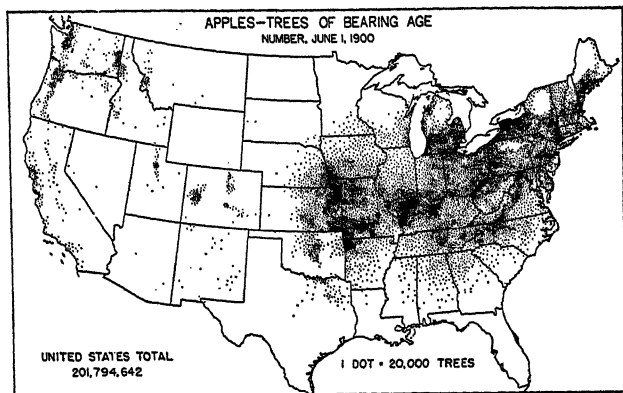 APPLES-TREES OF BEARING AGE
NUMBER, JUNE 1, 1900
UNITED STATES TOTAL
201,794,642
1 DOT = 20,000 TREES